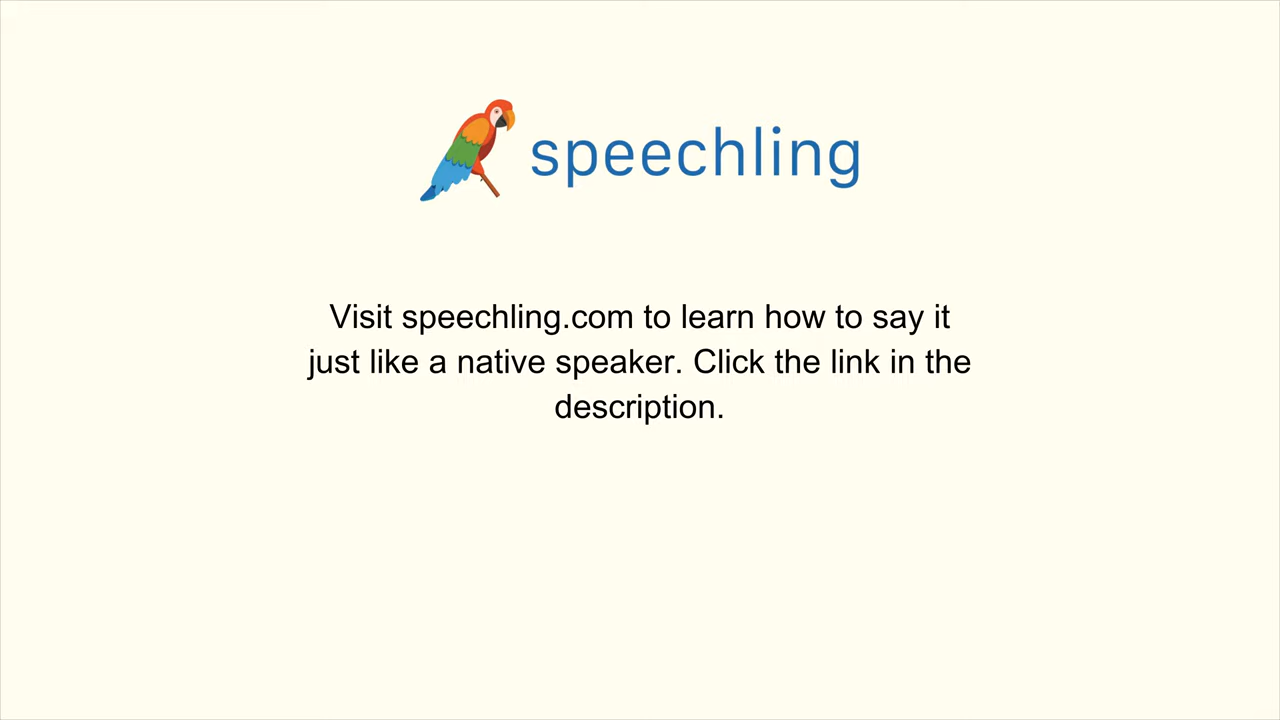 speechling
Visit speechling.com to learn how to say it
just like a native speaker. Click the link in the
description.